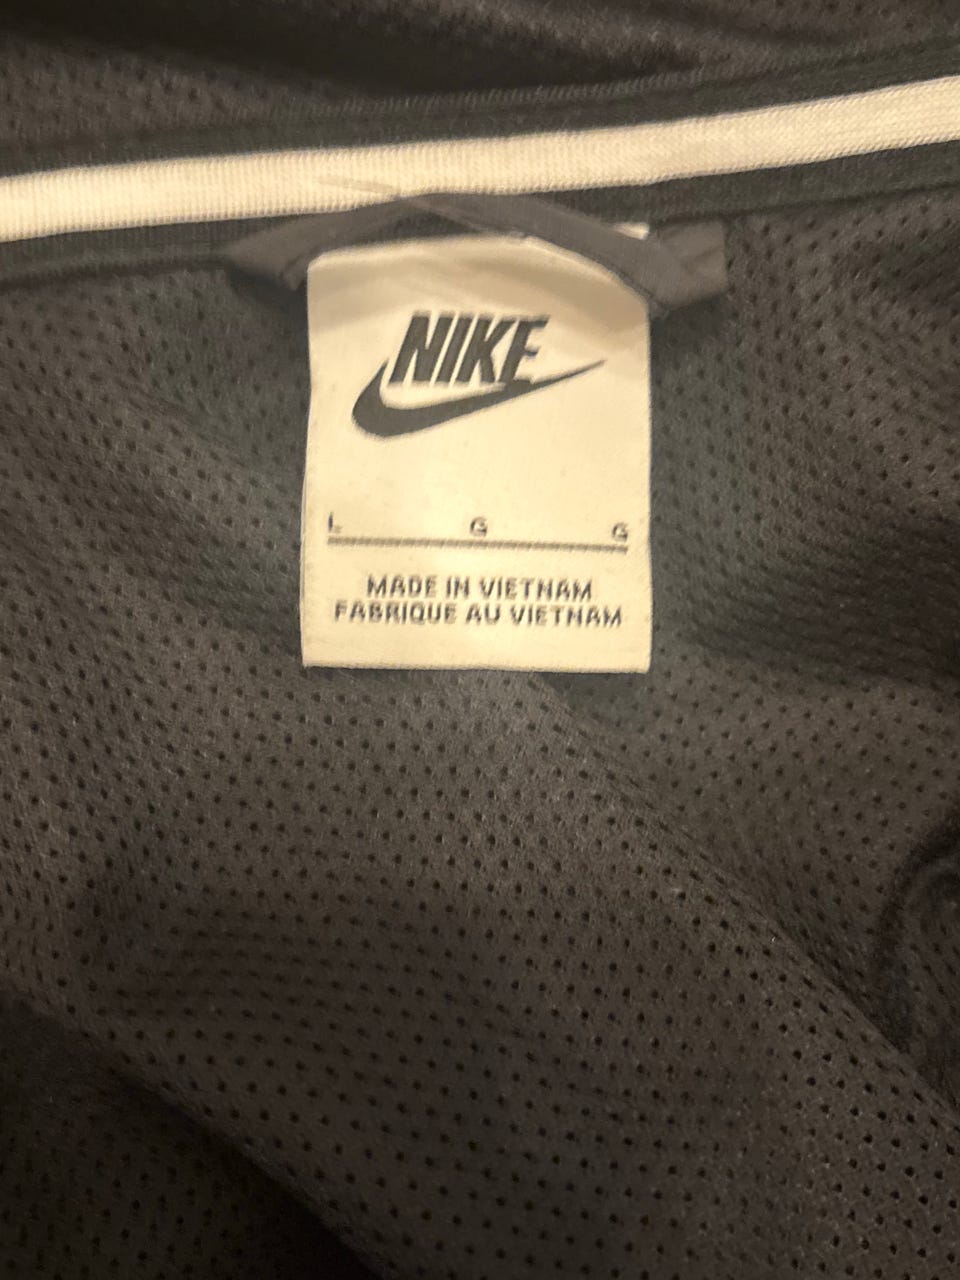 NIKE
L G G
MADE IN VIETNAM
FABRIQUE AU VIETNAM